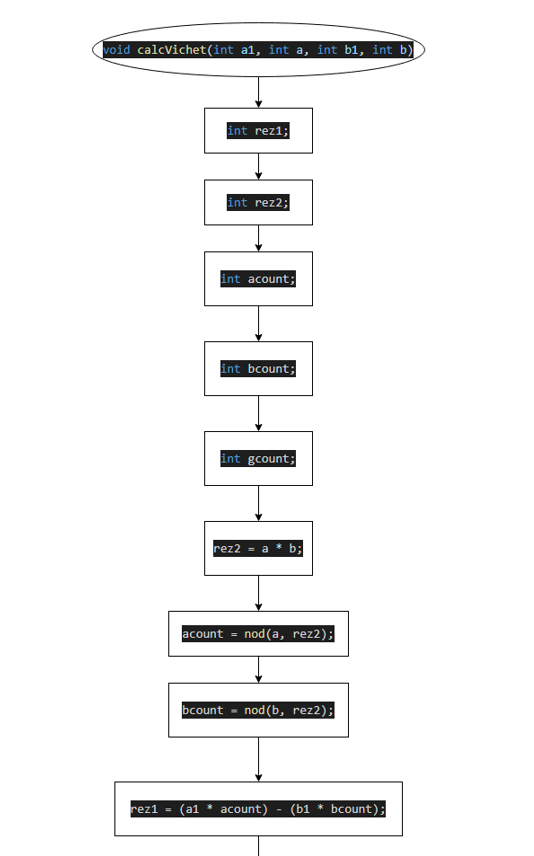 void calcVichet(int a1, int a, int b1, int b)
int rez1;
int rez2;
int acount;
int bcount;
int gcount;
rez2 = a * b;
acount = nod(a, rez2);
bcount = nod(b, rez2);
rez1 = (a1 * acount) - (b1 * bcount);